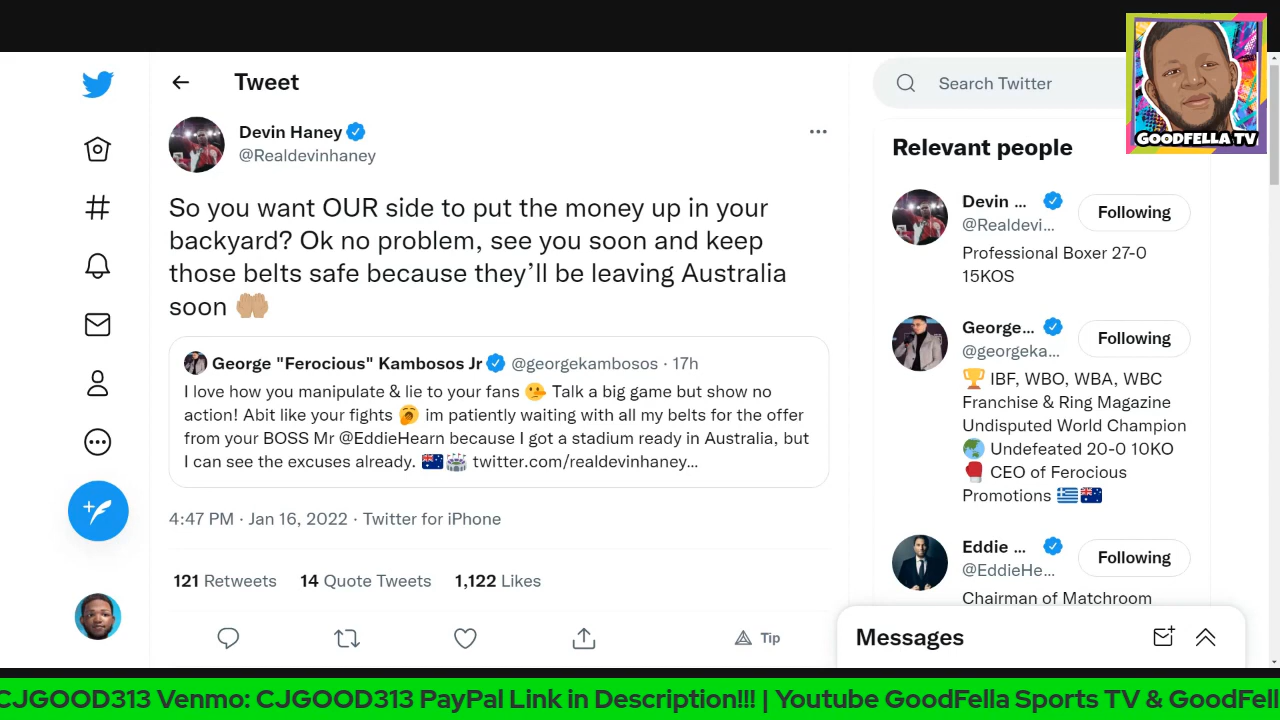 Tweet
Search Twitter
GOODFELLA TV
Devin Haney
@Realdevinhaney
So you want OUR side to put the money up in your
backyard? Ok no problem, see you soon and keep
those belts safe because they'll be leaving Australia
soon 🤲🏼
George "Ferocious" Kambosos Jr @georgekambosos · 17h
I love how you manipulate & lie to your fans 🫤 Talk a big game but show no
action! Abit like your fights 🥱 im patiently waiting with all my belts for the offer
from your BOSS Mr @EddieHearn because I got a stadium ready in Australia, but
I can see the excuses already. 🇦🇺🏟 twitter.com/realdevinhaney...
4:47 PM · Jan 16, 2022 · Twitter for iPhone
121 Retweets 14 Quote Tweets 1,122 Likes
Tip
Relevant people
Devin ...
@Realdevi...
Following
Professional Boxer 27-0
15KOS
George...
@georgeka...
Following
🏆 IBF, WBO, WBA, WBC
Franchise & Ring Magazine
Undisputed World Champion
🌏 Undefeated 20-0 10KO
🥊 CEO of Ferocious
Promotions 🇬🇷🇦🇺
Eddie ...
@EddieHe...
Following
Chairman of Matchroom
Messages
CJGOOD313 Venmo: CJGOOD313 PayPal Link in Description!!! | Youtube GoodFella Sports TV & GoodFell